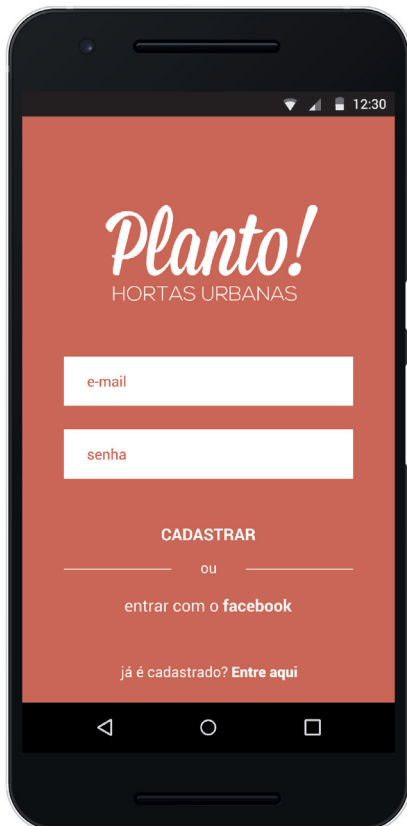 12:30
Planto!
HORTAS URBANAS
e-mail
senha
CADASTRAR
ou
entrar com o facebook
já é cadastrado? Entre aqui